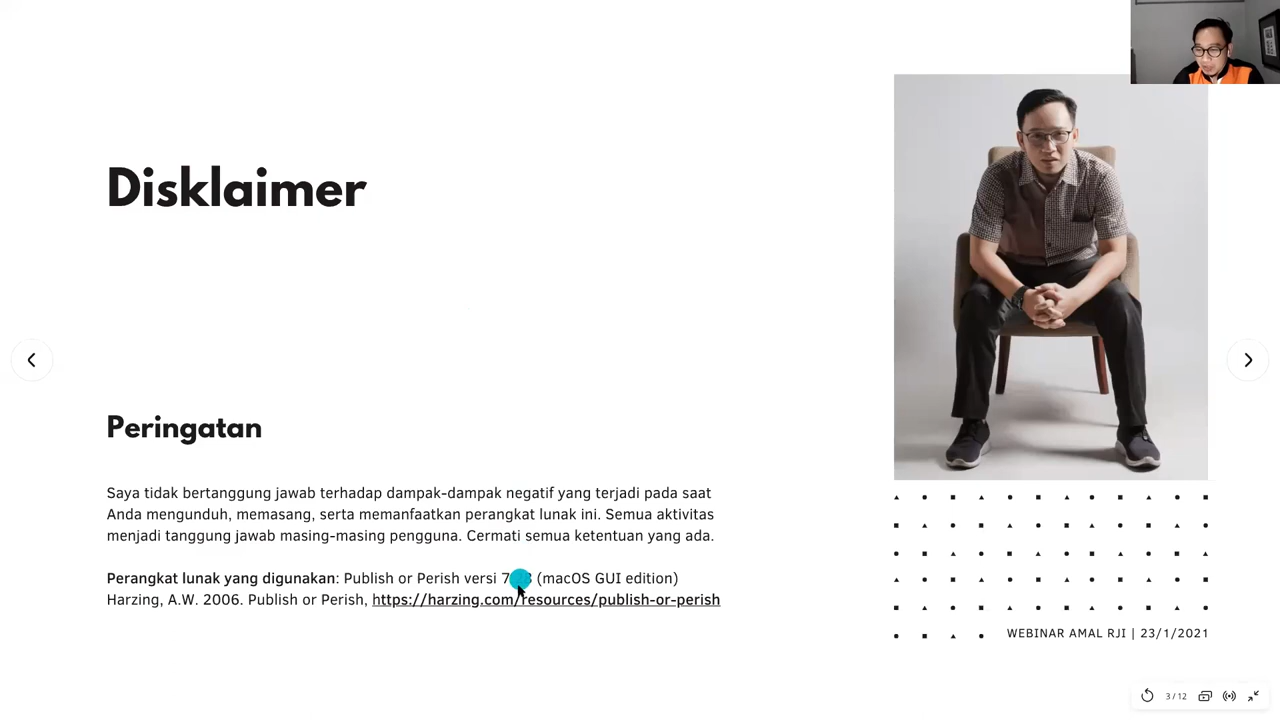 Disklaimer
Peringatan
Saya tidak bertanggung jawab terhadap dampak-dampak negatif yang terjadi pada saat
Anda mengunduh, memasang, serta memanfaatkan perangkat lunak ini. Semua aktivitas
menjadi tanggung jawab masing-masing pengguna. Cermati semua ketentuan yang ada.
Perangkat lunak yang digunakan: Publish or Perish versi (macOS GUI edition)
Harzing, A.W. 2006. Publish or Perish, https://harzing.com/resources/publish-or-perish
WEBINAR AMAL RJI | 23/1/2021
3 / 12